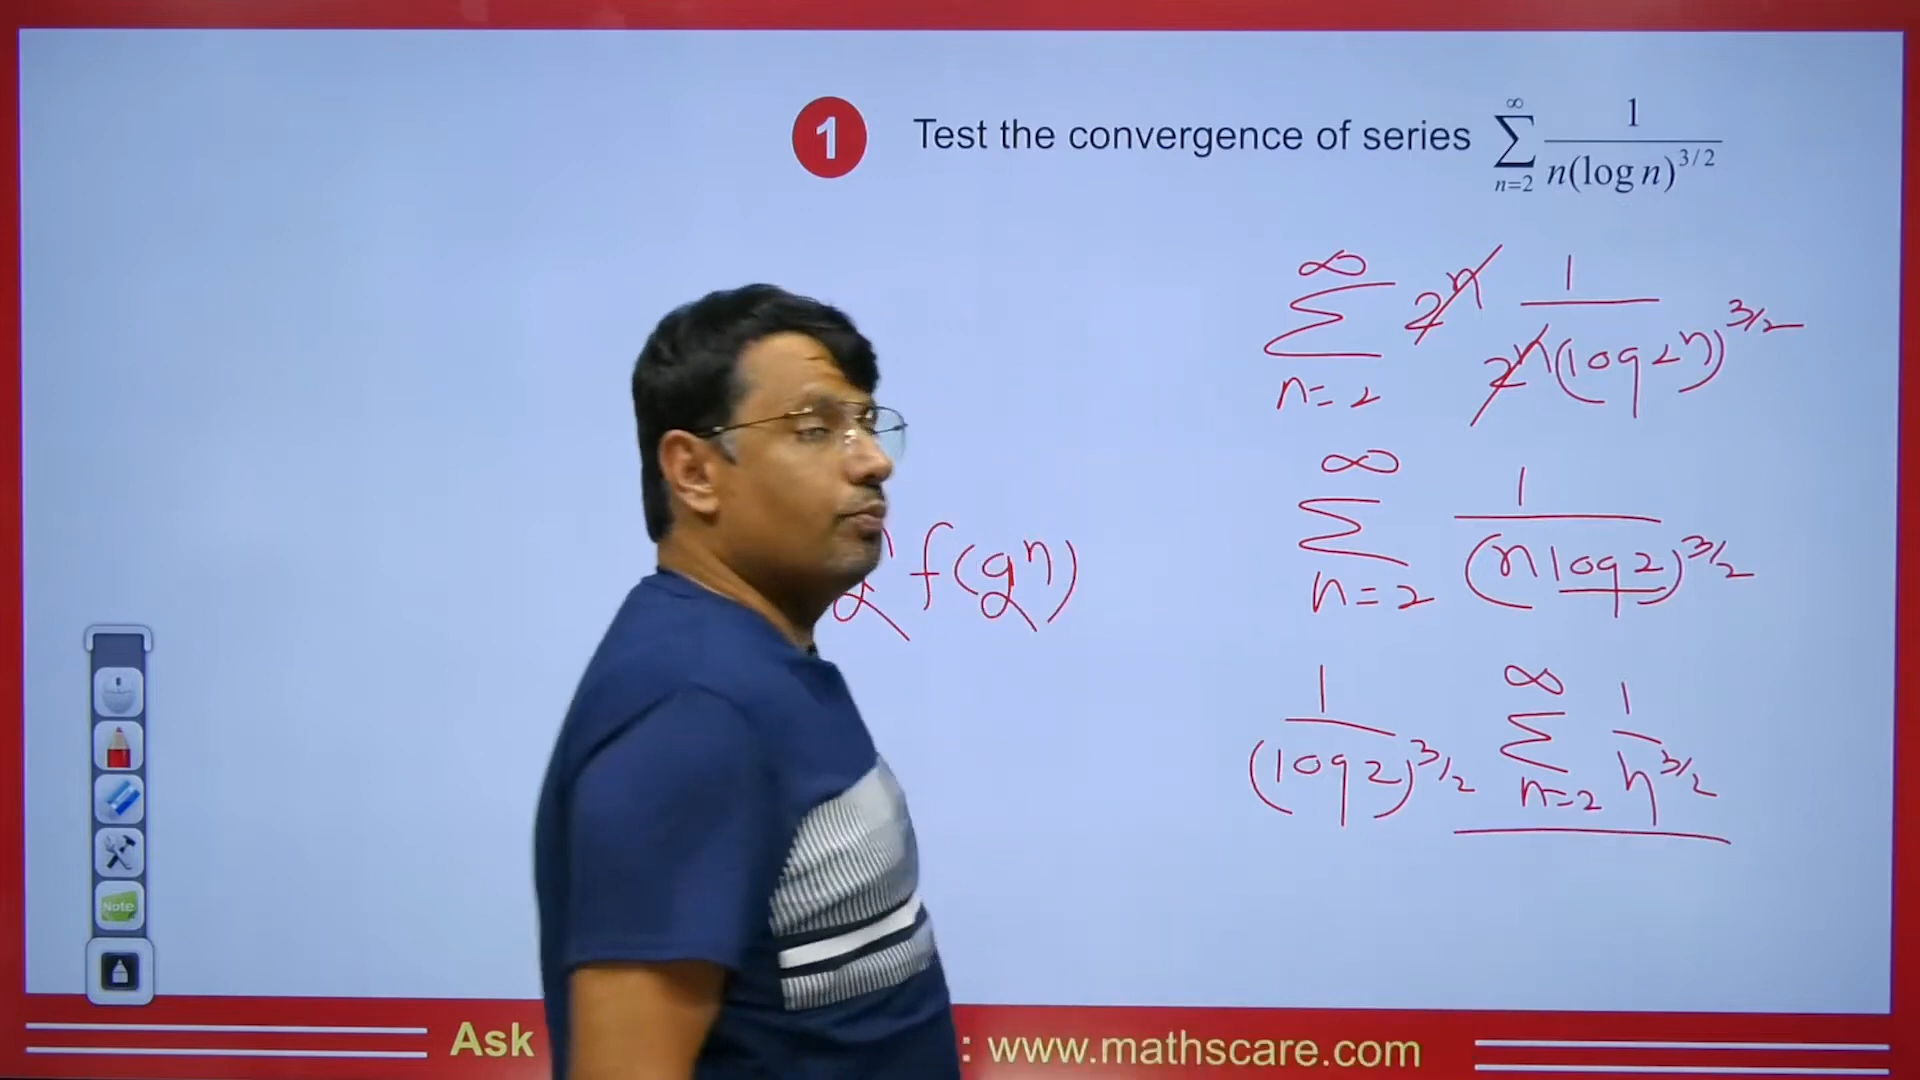 1 Test the convergence of series ∑_{n=2}^{∞} 1/(n(log n)^{3/2})
∑_{n=2}^{∞} 2^n 1/(2^n(log 2^n)^{3/2})
f(a^n)
∑_{n=2}^{∞} 1/(n log 2)^{3/2}
1/(log 2)^{3/2} ∑_{n=2}^{∞} 1/n^{3/2}
Note
Ask : www.mathscare.com